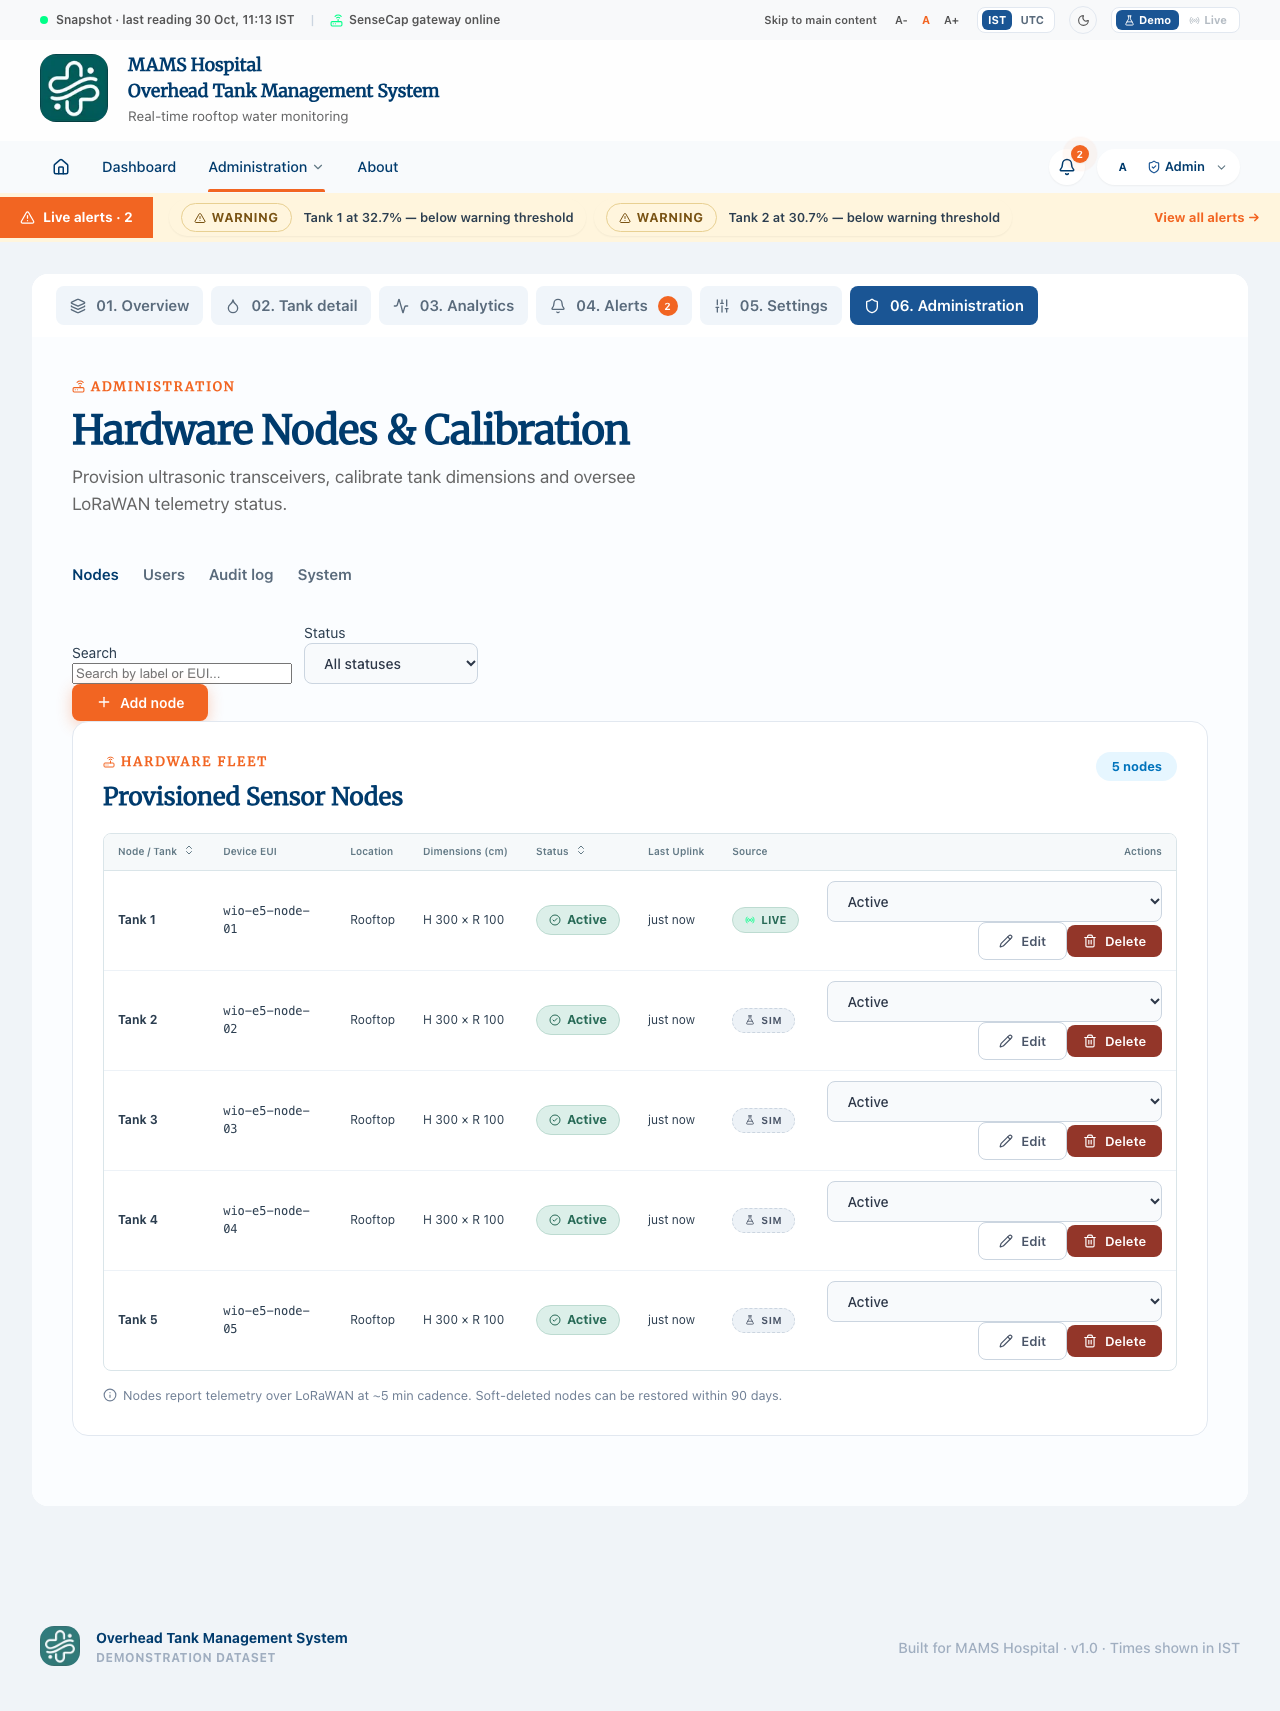 Snapshot · last reading 30 Oct, 11:13 IST | SenseCap gateway online Skip to main content A- A A+ IST UTC Demo Live
MAMS Hospital
Overhead Tank Management System
Real-time rooftop water monitoring
Dashboard Administration About 2 A Admin
Live alerts · 2 WARNING Tank 1 at 32.7% — below warning threshold WARNING Tank 2 at 30.7% — below warning threshold View all alerts →
01. Overview 02. Tank detail 03. Analytics 04. Alerts 2 05. Settings 06. Administration
ADMINISTRATION
Hardware Nodes & Calibration
Provision ultrasonic transceivers, calibrate tank dimensions and oversee
LoRaWAN telemetry status.
Nodes Users Audit log System
Status
Search
All statuses
Search by label or EUI...
+ Add node
HARDWARE FLEET
5 nodes
Provisioned Sensor Nodes
Node / Tank Device EUI Location Dimensions (cm) Status Last Uplink Source Actions
Tank 1 wio-e5-node-01 Rooftop H 300 × R 100 Active just now LIVE Active
Edit Delete
Tank 2 wio-e5-node-02 Rooftop H 300 × R 100 Active just now SIM Active
Edit Delete
Tank 3 wio-e5-node-03 Rooftop H 300 × R 100 Active just now SIM Active
Edit Delete
Tank 4 wio-e5-node-04 Rooftop H 300 × R 100 Active just now SIM Active
Edit Delete
Tank 5 wio-e5-node-05 Rooftop H 300 × R 100 Active just now SIM Active
Edit Delete
Nodes report telemetry over LoRaWAN at ~5 min cadence. Soft-deleted nodes can be restored within 90 days.
Overhead Tank Management System
DEMONSTRATION DATASET
Built for MAMS Hospital · v1.0 · Times shown in IST